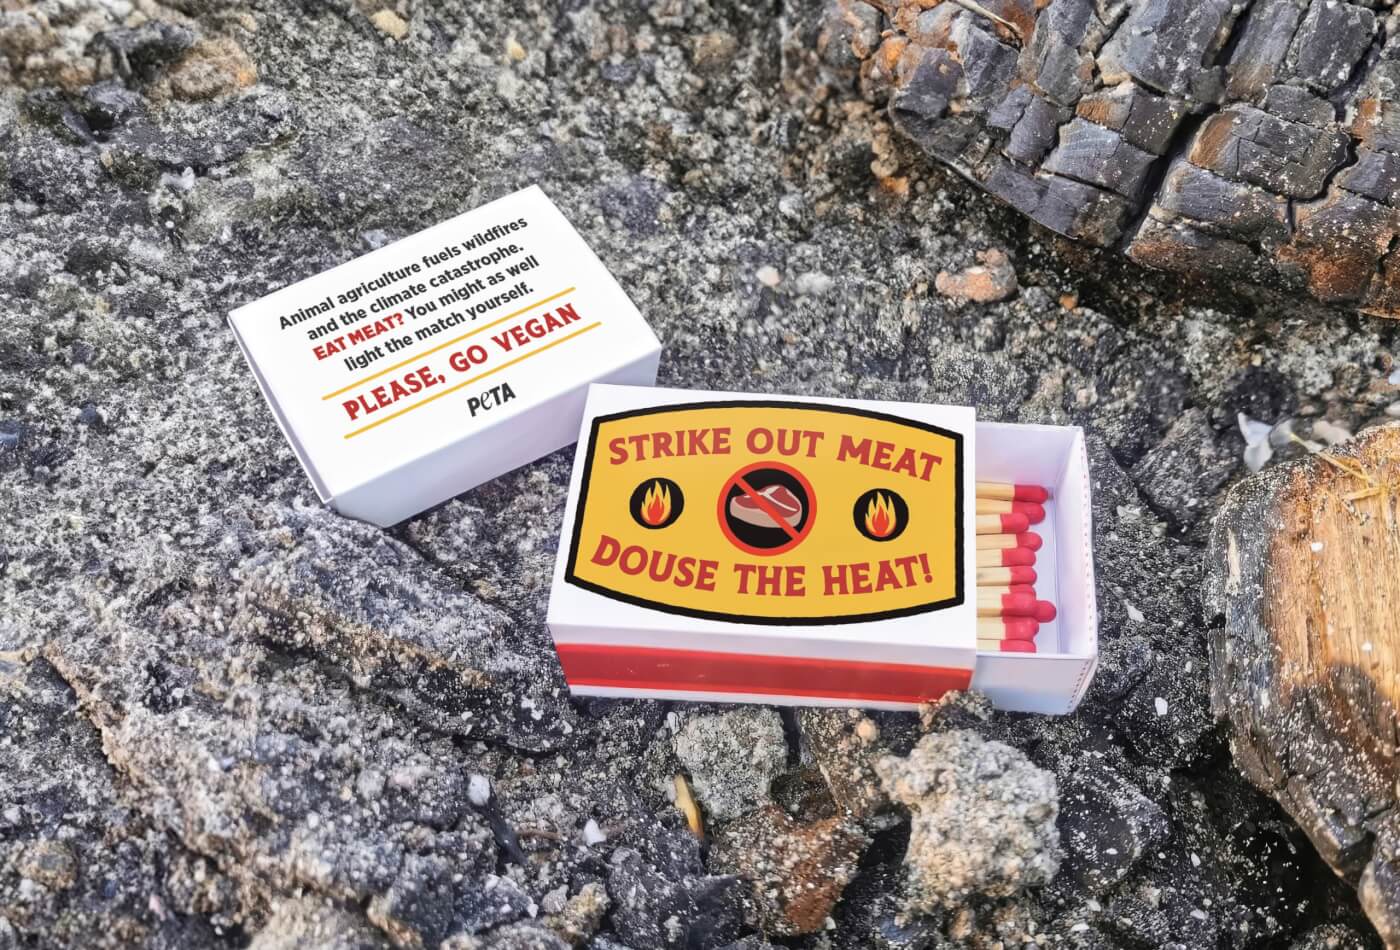 Animal agriculture fuels wildfires
and the climate catastrophe.
EAT MEAT? You might as well
light the match yourself.
PLEASE, GO VEGAN
PeTA
STRIKE OUT MEAT
DOUSE THE HEAT!